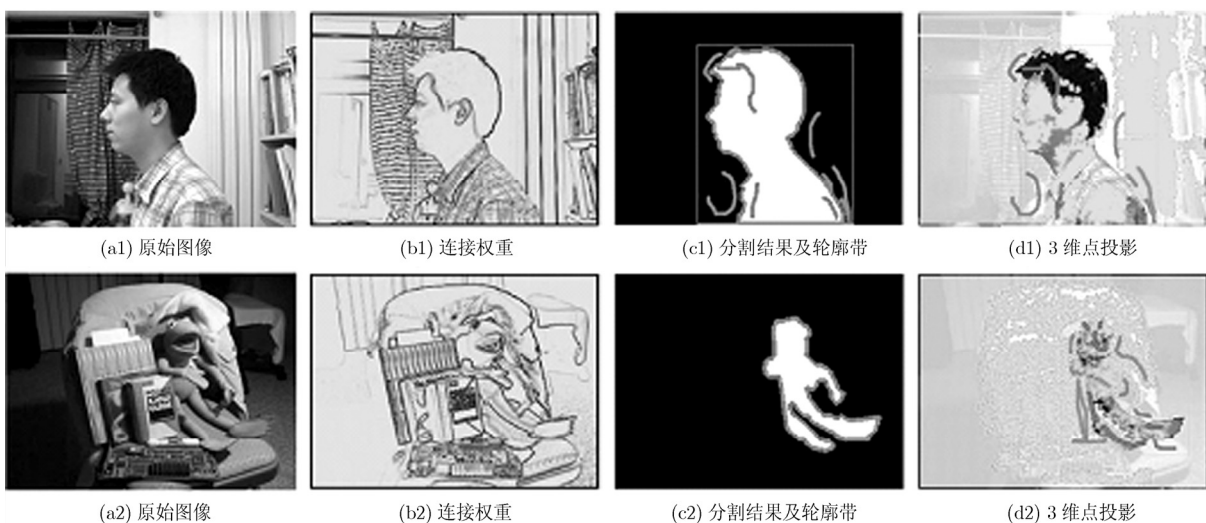 (a1) 原始图像
(b1) 连接权重
(c1) 分割结果及轮廓带
(d1) 3 维点投影
(a2) 原始图像
(b2) 连接权重
(c2) 分割结果及轮廓带
(d2) 3 维点投影